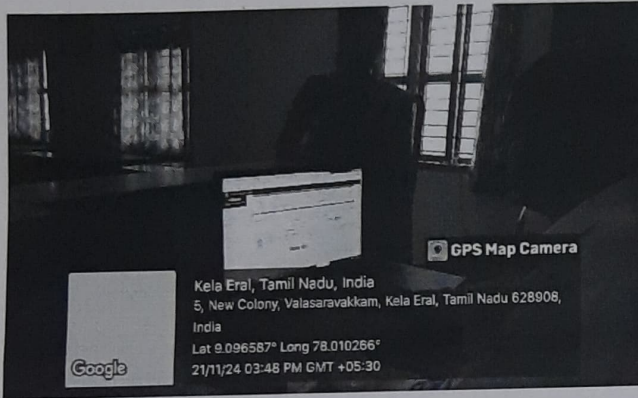 GPS Map Camera
Kela Eral, Tamil Nadu, India
5, New Colony, Valasaravakkam, Kela Eral, Tamil Nadu 628908,
India
Lat 9.096587° Long 78.010266°
21/11/24 03:48 PM GMT +05:30
Google